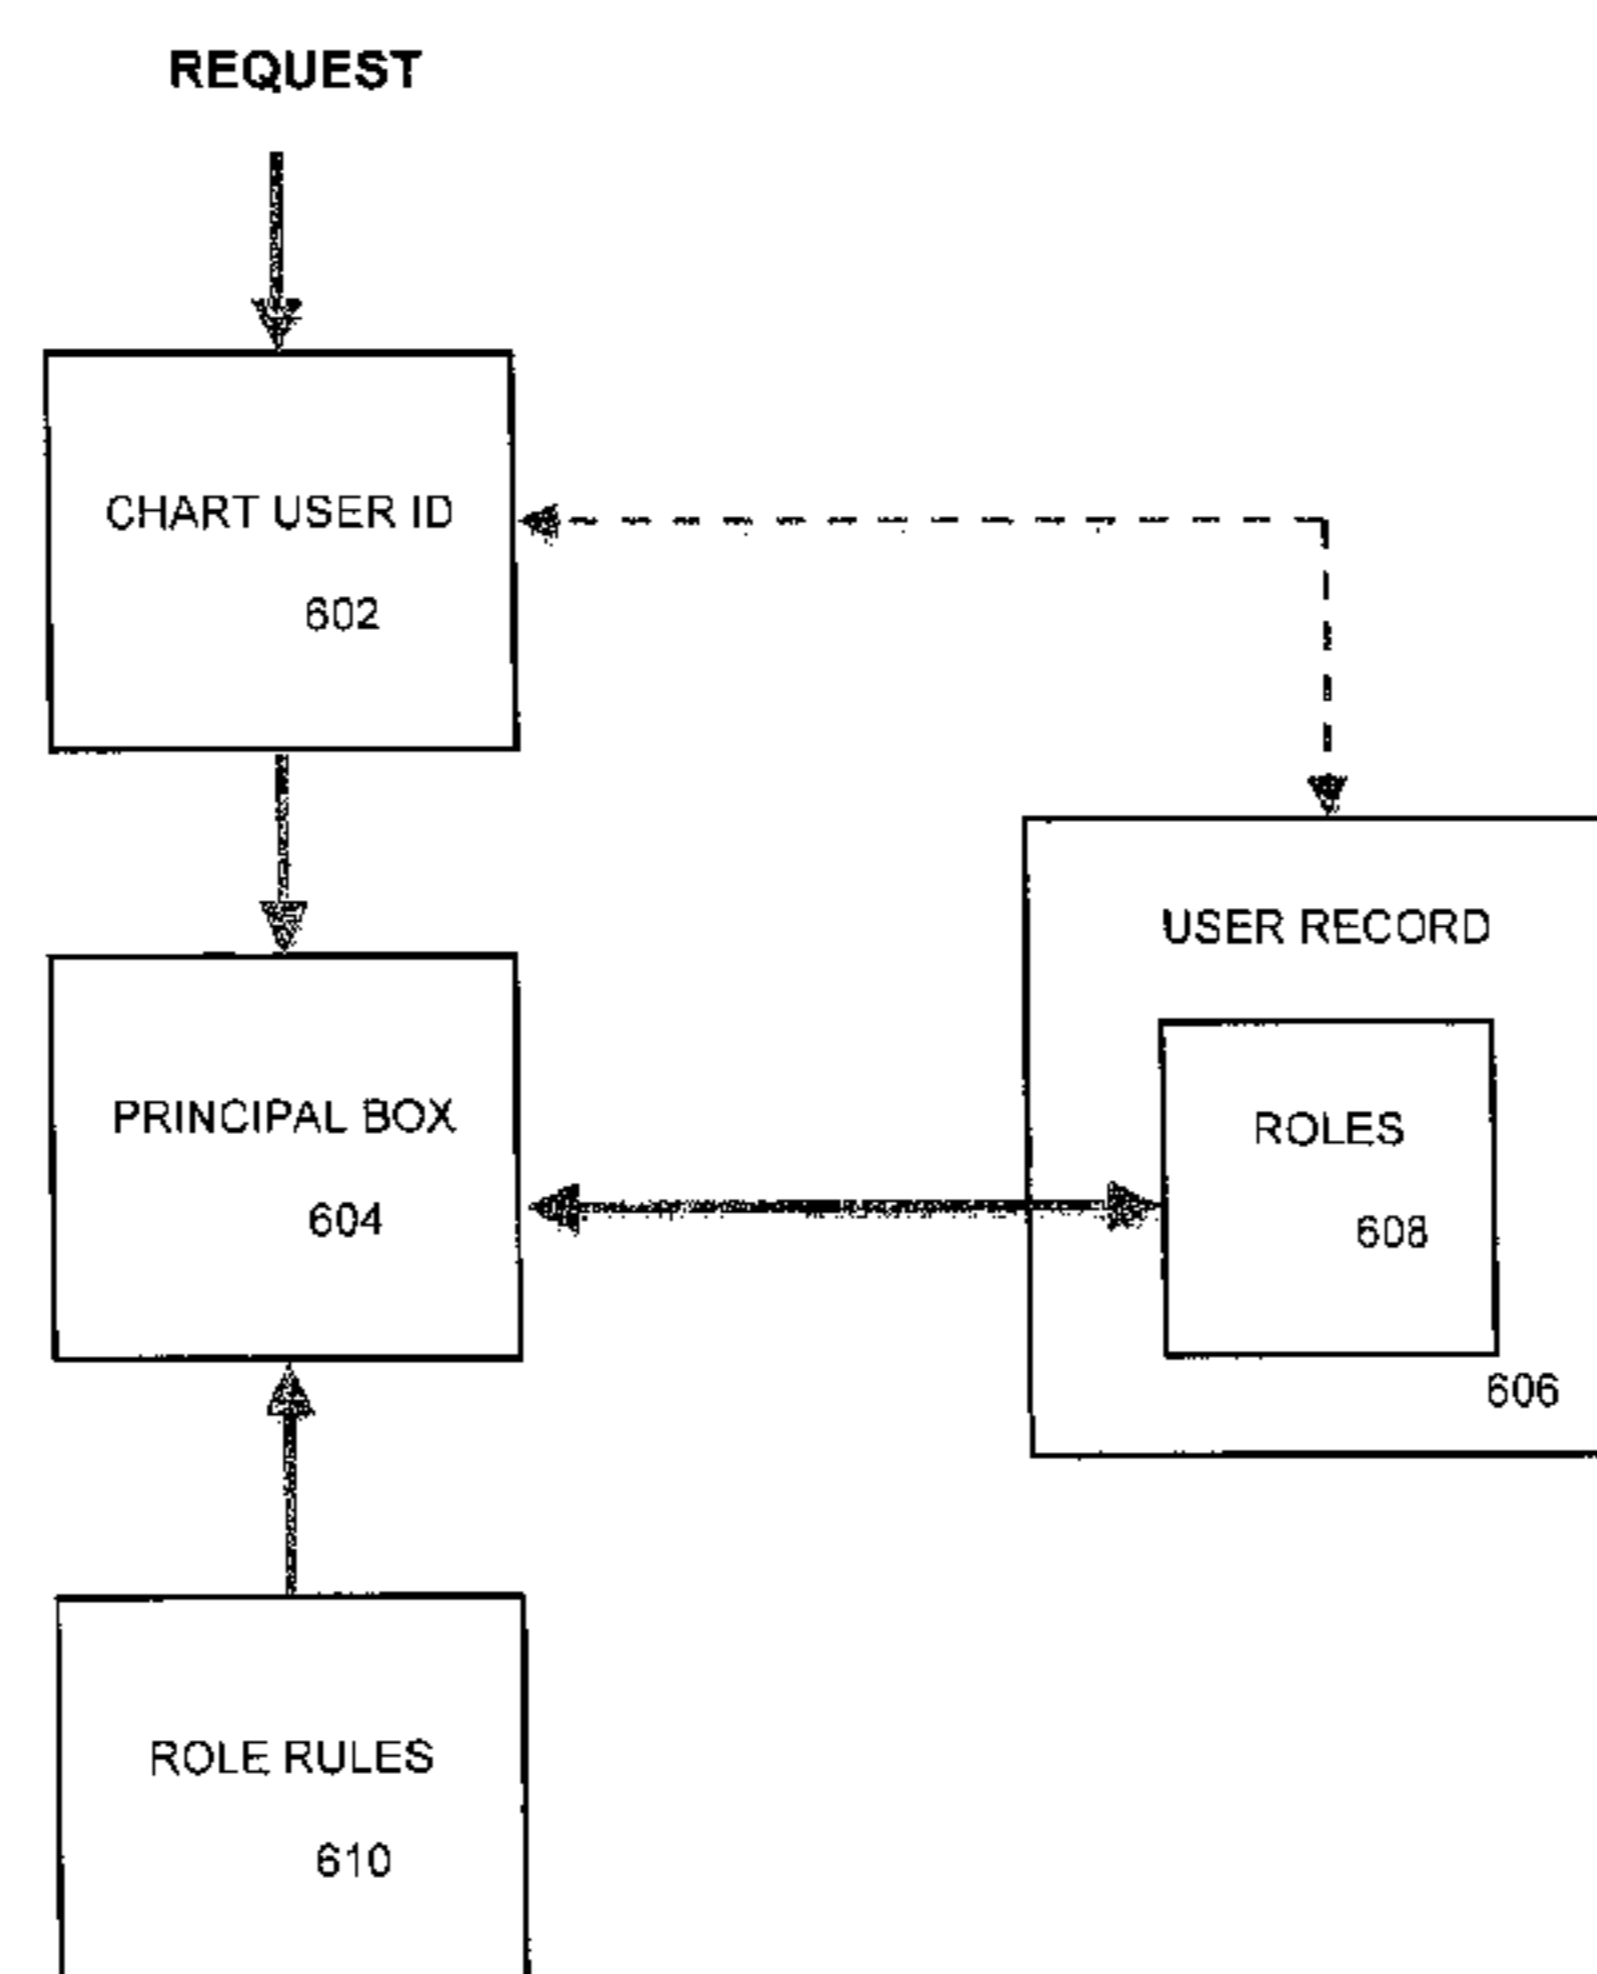 REQUEST
CHART USER ID
602
USER RECORD
PRINCIPAL BOX
604
ROLES
608
606
ROLE RULES
610